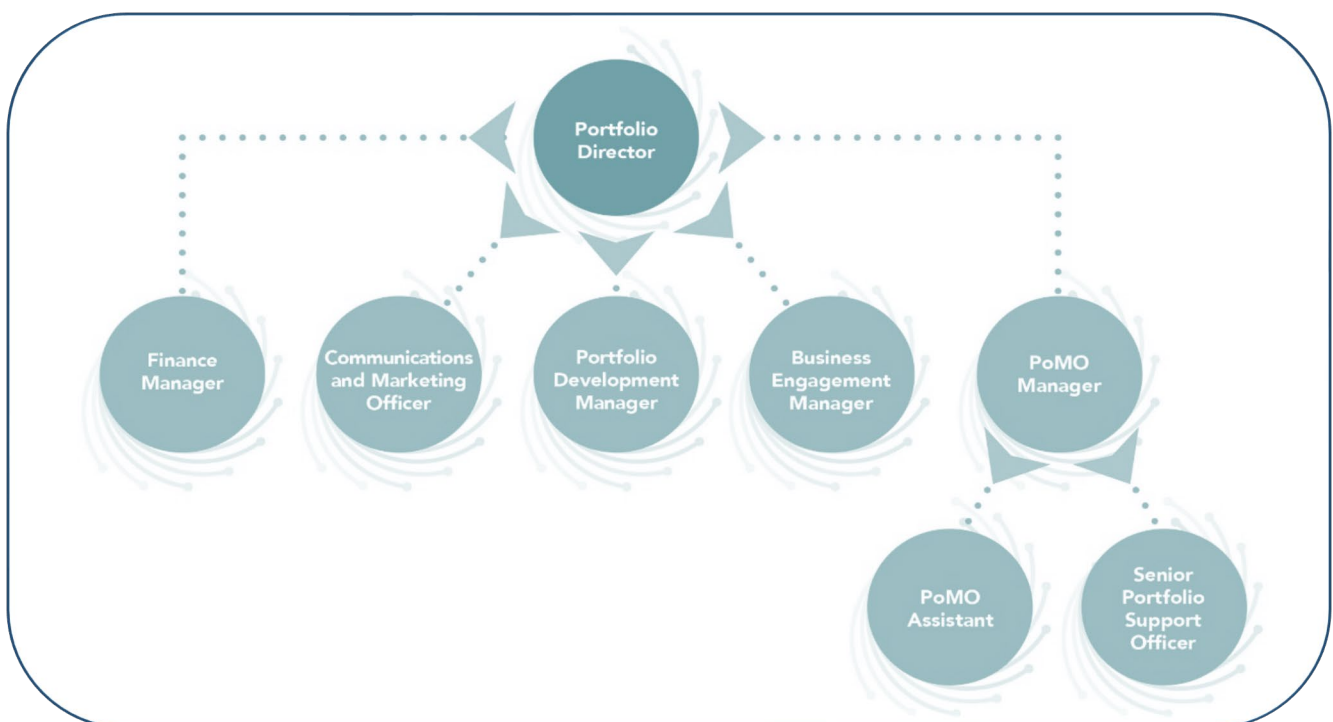 Portfolio
Director
Finance
Manager
Communications
and Marketing
Officer
Portfolio
Development
Manager
Business
Engagement
Manager
PoMO
Manager
PoMO
Assistant
Senior
Portfolio
Support
Officer